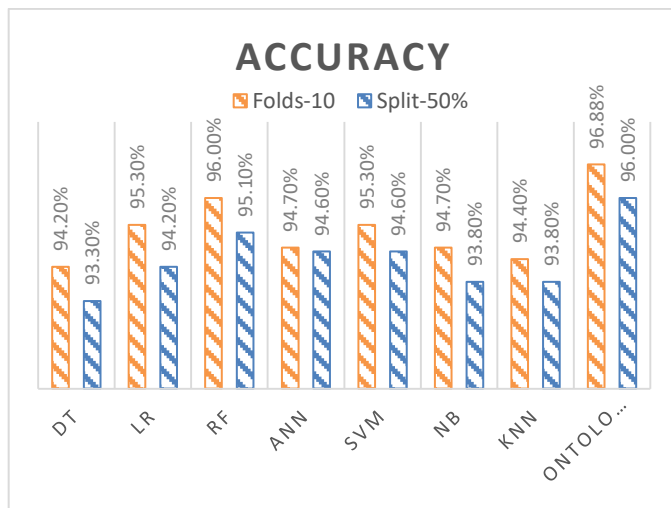 ACCURACY
Folds-10 Split-50%
94.20%
93.30%
95.30%
94.20%
96.00%
95.10%
94.70%
94.60%
95.30%
94.60%
94.70%
93.80%
94.40%
93.80%
96.88%
96.00%
DT
LR
RF
ANN
SVM
NB
KNN
ONTOLO...